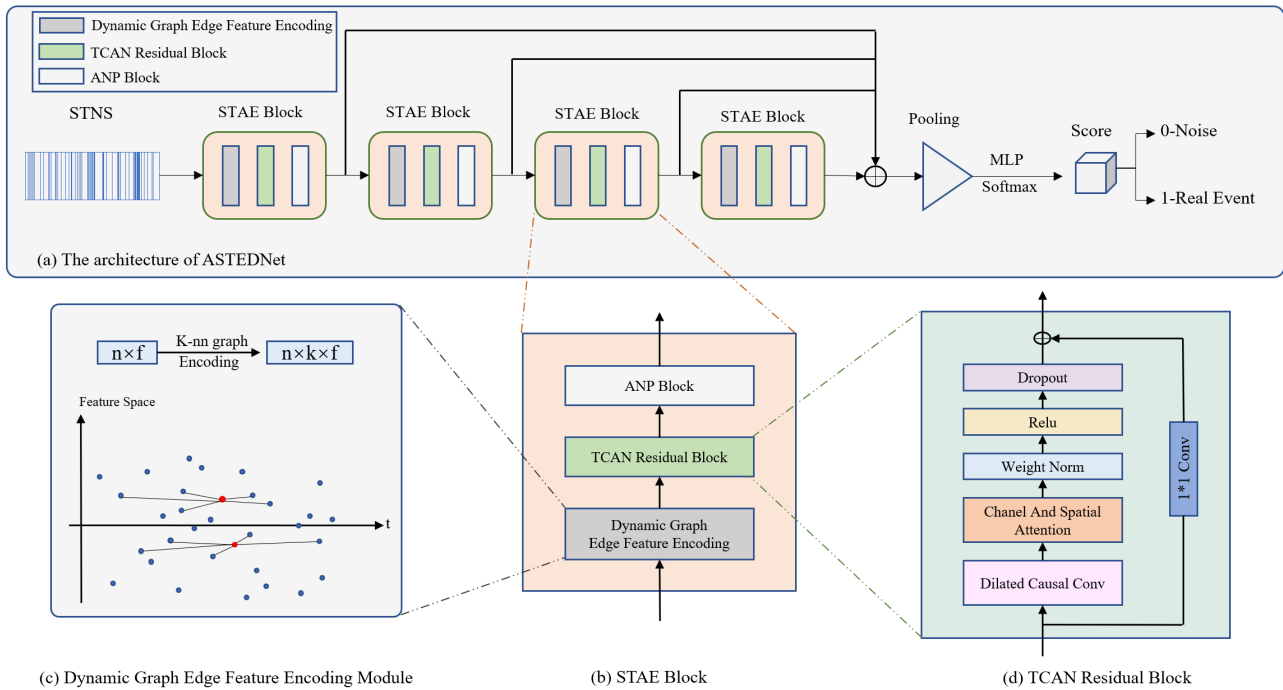 Dynamic Graph Edge Feature Encoding
TCAN Residual Block
ANP Block
STNS
STAE Block
STAE Block
STAE Block
STAE Block
Pooling
MLP
Softmax
Score
0-Noise
1-Real Event
(a) The architecture of ASTEDNet
n×f
K-nn graph
Encoding
n×k×f
Feature Space
t
(c) Dynamic Graph Edge Feature Encoding Module
ANP Block
TCAN Residual Block
Dynamic Graph
Edge Feature Encoding
(b) STAE Block
Dropout
Relu
Weight Norm
Chanel And Spatial
Attention
Dilated Causal Conv
1*1 Conv
(d) TCAN Residual Block